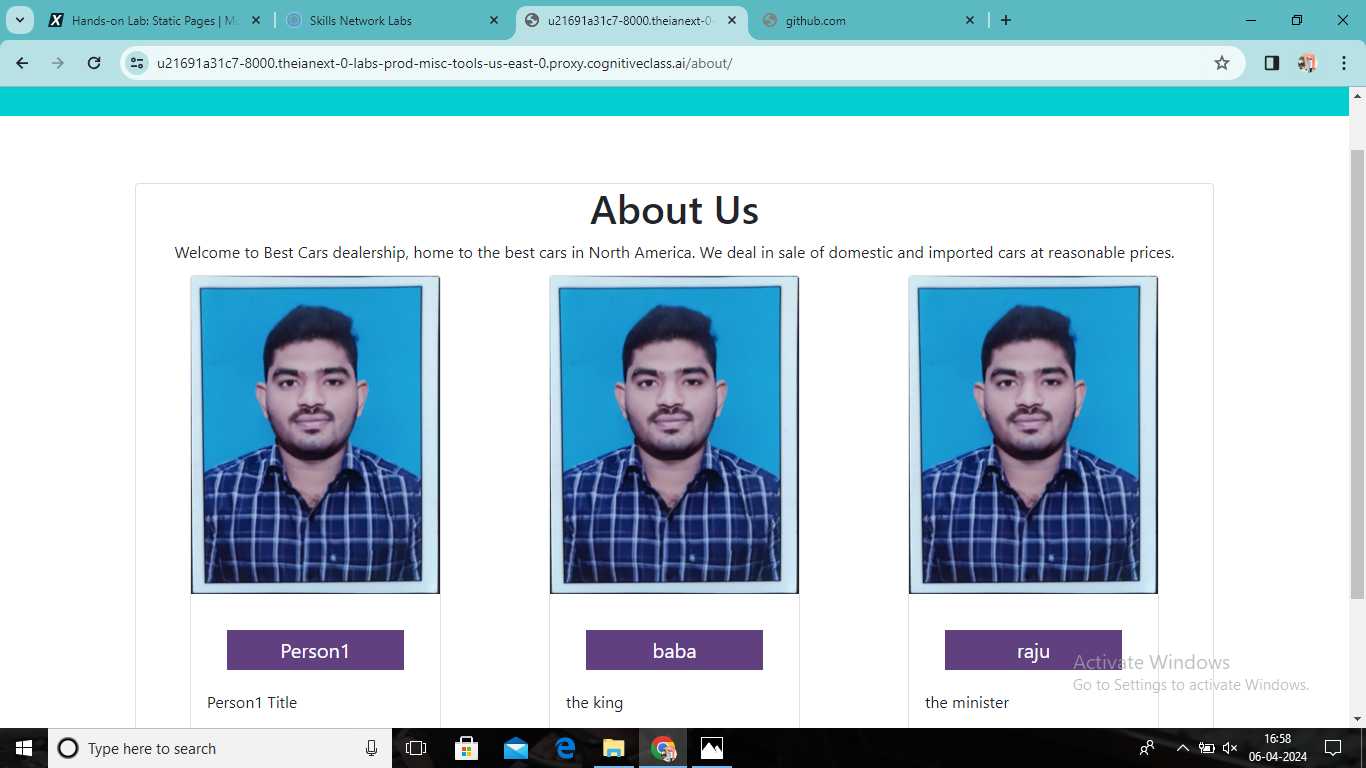 Hands-on Lab: Static Pages | Mo
Skills Network Labs
u21691a31c7-8000.theianext-0-
github.com
u21691a31c7-8000.theianext-0-labs-prod-misc-tools-us-east-0.proxy.cognitiveclass.ai/about/
About Us
Welcome to Best Cars dealership, home to the best cars in North America. We deal in sale of domestic and imported cars at reasonable prices.
Person1
baba
raju
Activate Windows
Go to Settings to activate Windows.
Person1 Title
the king
the minister
Type here to search
16:58
06-04-2024